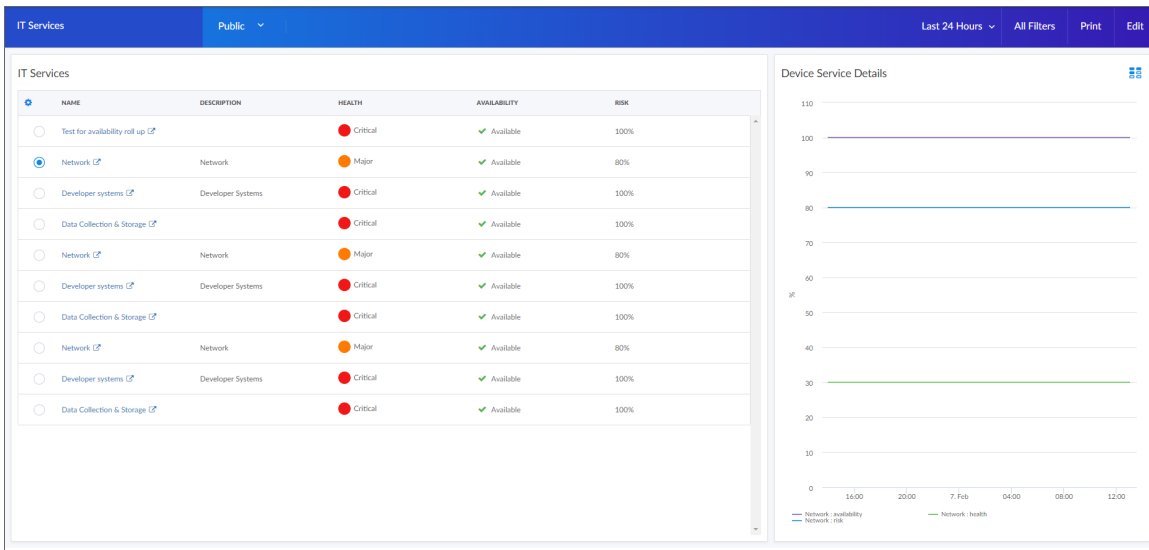 IT Services Public Last 24 Hours All Filters Print Edit
IT Services
NAME DESCRIPTION HEALTH AVAILABILITY RISK
Test for availability roll up Critical Available 100%
Network Network Major Available 80%
Developer systems Developer Systems Critical Available 100%
Data Collection & Storage Critical Available 100%
Network Network Major Available 80%
Developer systems Developer Systems Critical Available 100%
Data Collection & Storage Critical Available 100%
Network Network Major Available 80%
Developer systems Developer Systems Critical Available 100%
Data Collection & Storage Critical Available 100%
Device Service Details
110
100
90
80
70
60
%
50
40
30
20
10
0
16:00 20:00 7. Feb 04:00 08:00 12:00
Network : availability Network : health
Network : risk